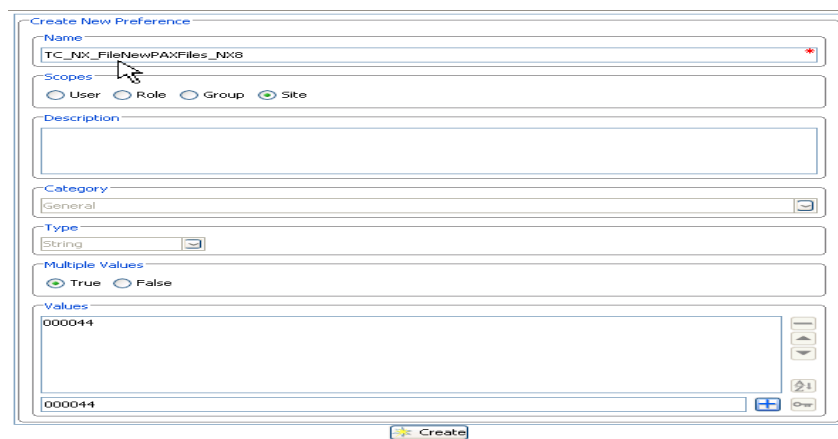 Create New Preference
Name
TC_NX_FileNewPAXFiles_NX8 *
Scopes
User Role Group Site
Description
Category
General
Type
String
Multiple Values
True False
Values
000044
000044
Create